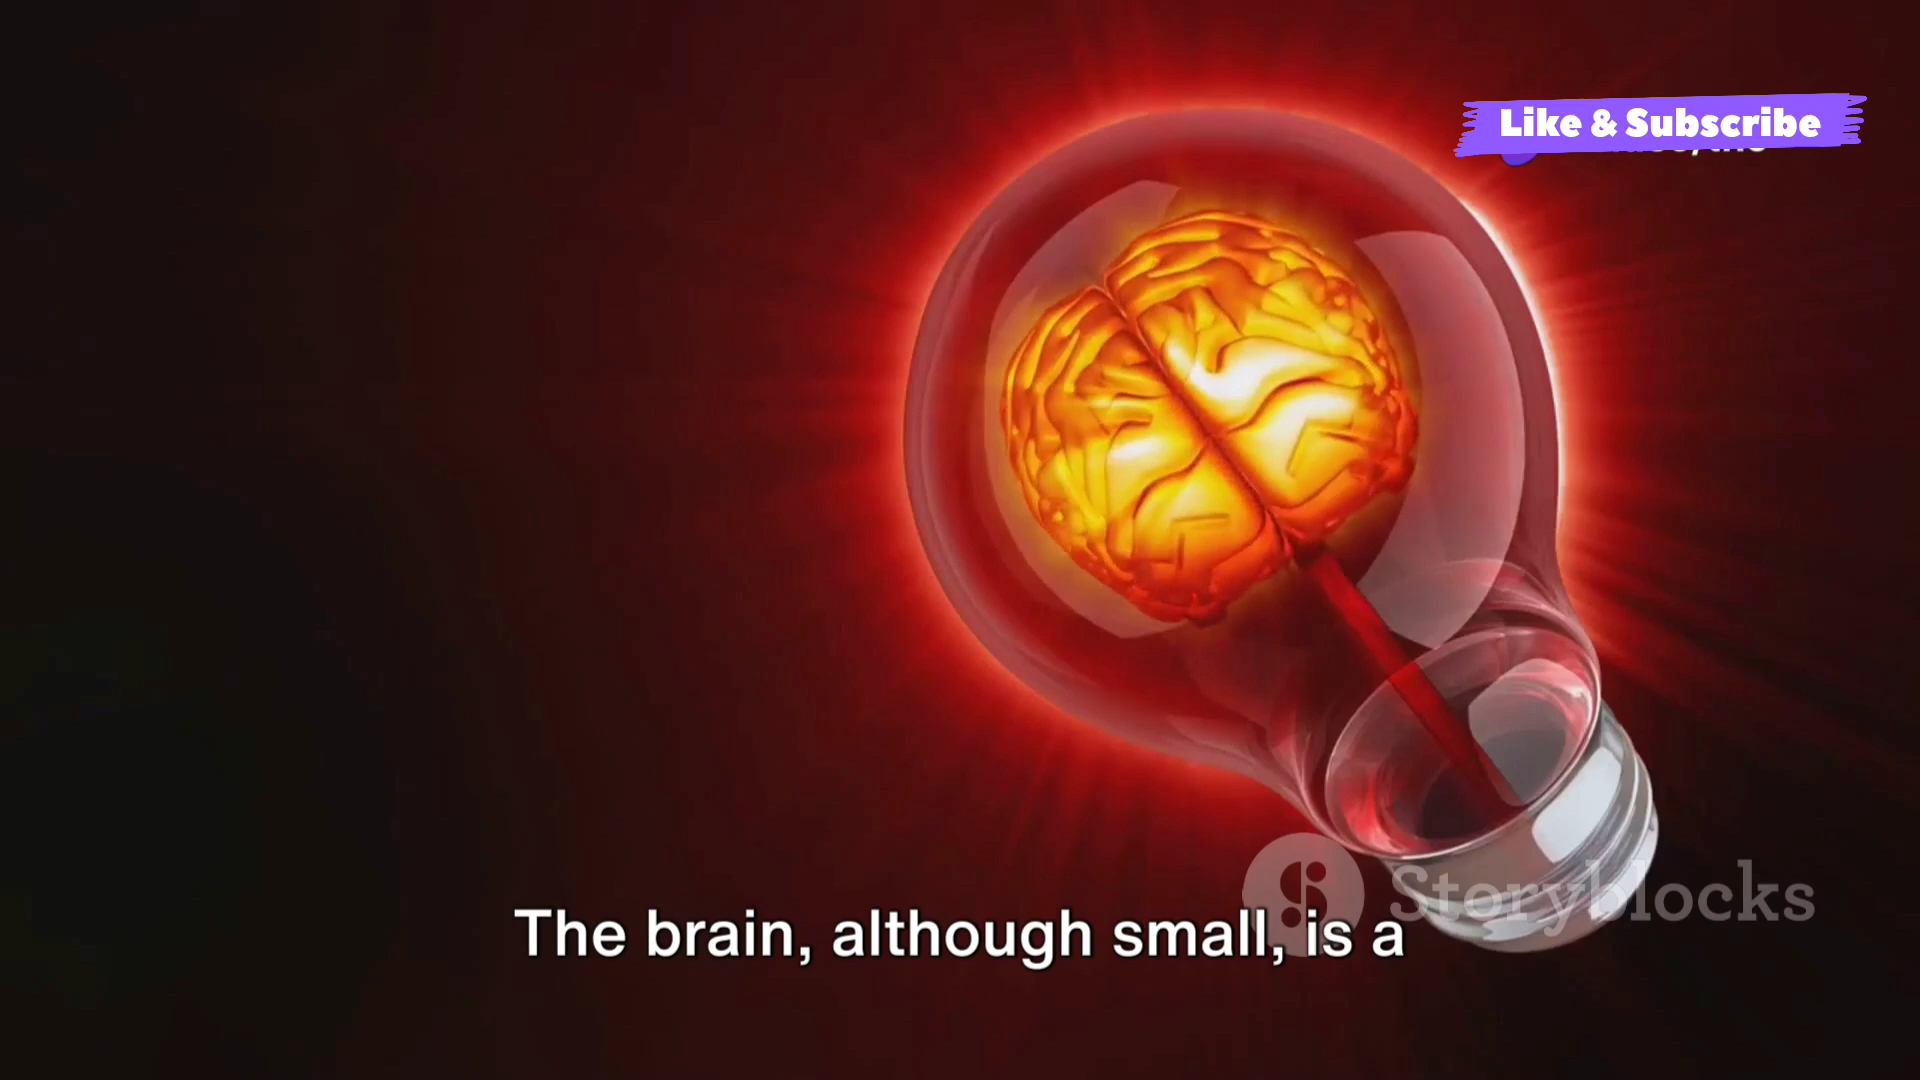 Like & Subscribe
Storyblocks
The brain, although small, is a